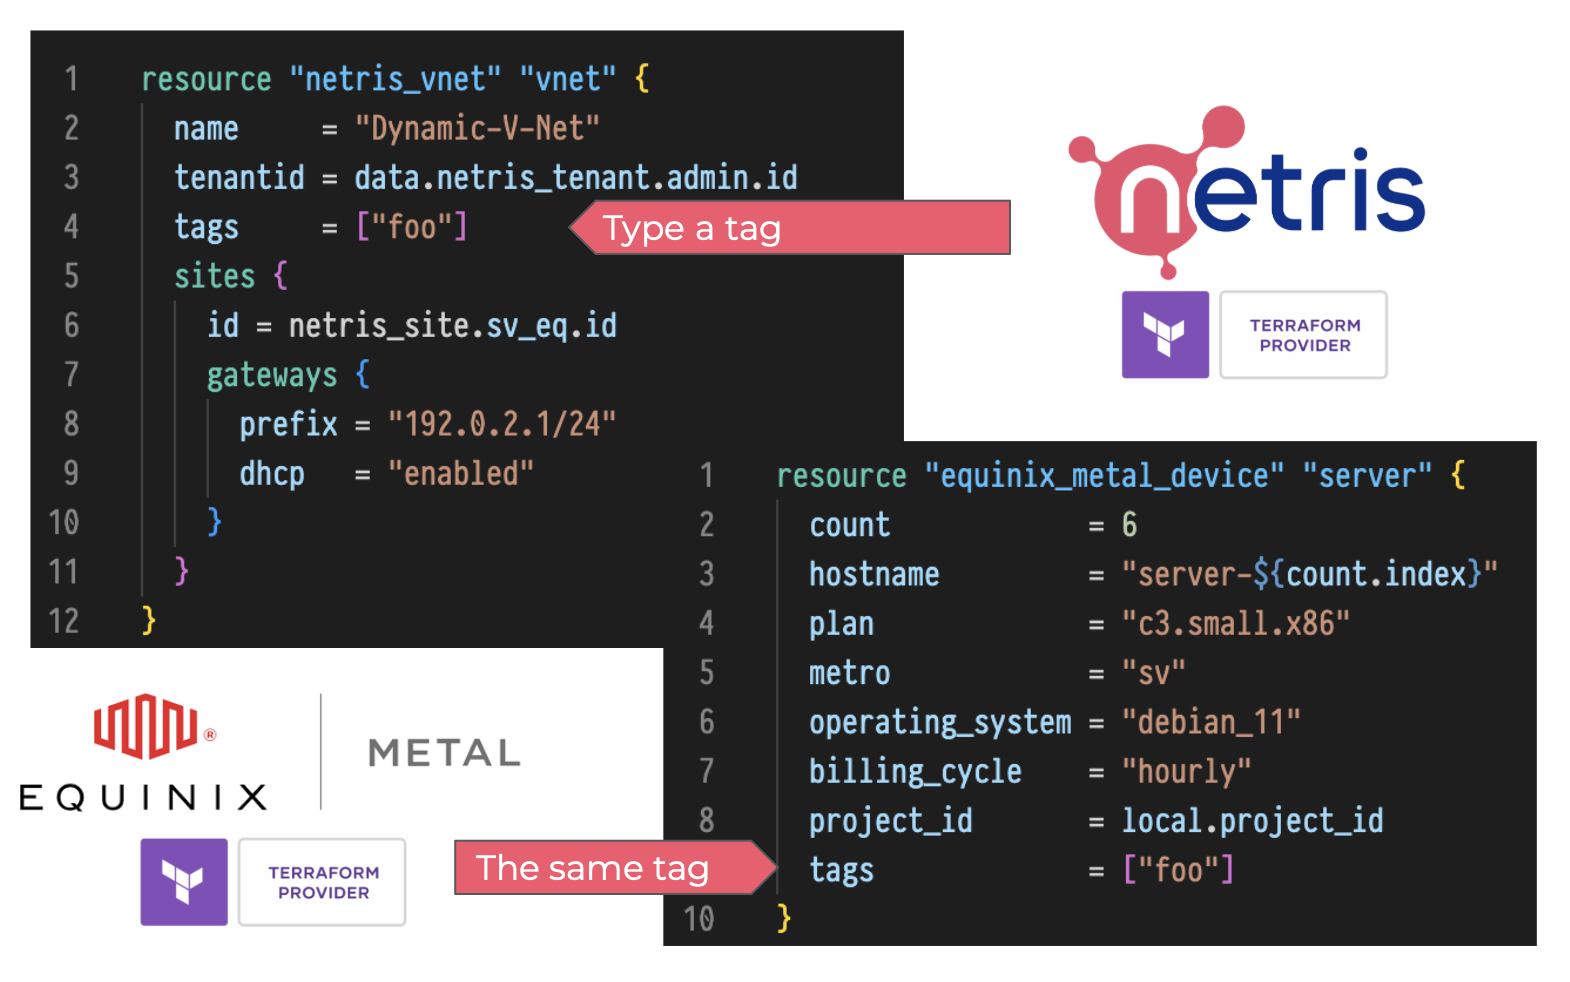 1 resource "netris_vnet" "vnet" {
2 name = "Dynamic-V-Net"
3 tenantid = data.netris_tenant.admin.id
4 tags = ["foo"]
Type a tag
5 sites {
6 id = netris_site.sv_eq.id
7 gateways {
8 prefix = "192.0.2.1/24"
9 dhcp = "enabled"
10 }
11 }
12 }
netris
TERRAFORM
PROVIDER
1 resource "equinix_metal_device" "server" {
2 count = 6
3 hostname = "server-${count.index}"
4 plan = "c3.small.x86"
5 metro = "sv"
6 operating_system = "debian_11"
7 billing_cycle = "hourly"
8 project_id = local.project_id
The same tag
tags = ["foo"]
10 }
®
EQUINIX
METAL
TERRAFORM
PROVIDER